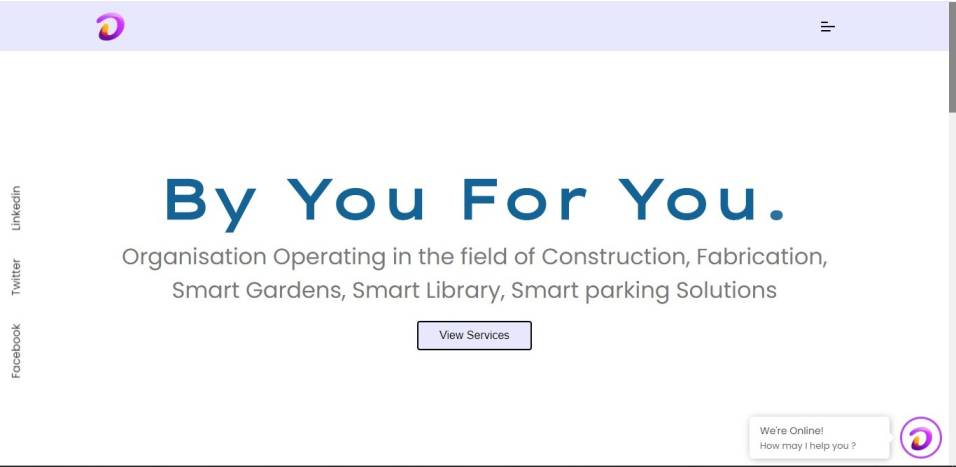 By You For You.
Organisation Operating in the field of Construction, Fabrication,
Smart Gardens, Smart Library, Smart parking Solutions
View Services
Linkedin
Twitter
Facebook
We're Online!
How may I help you ?